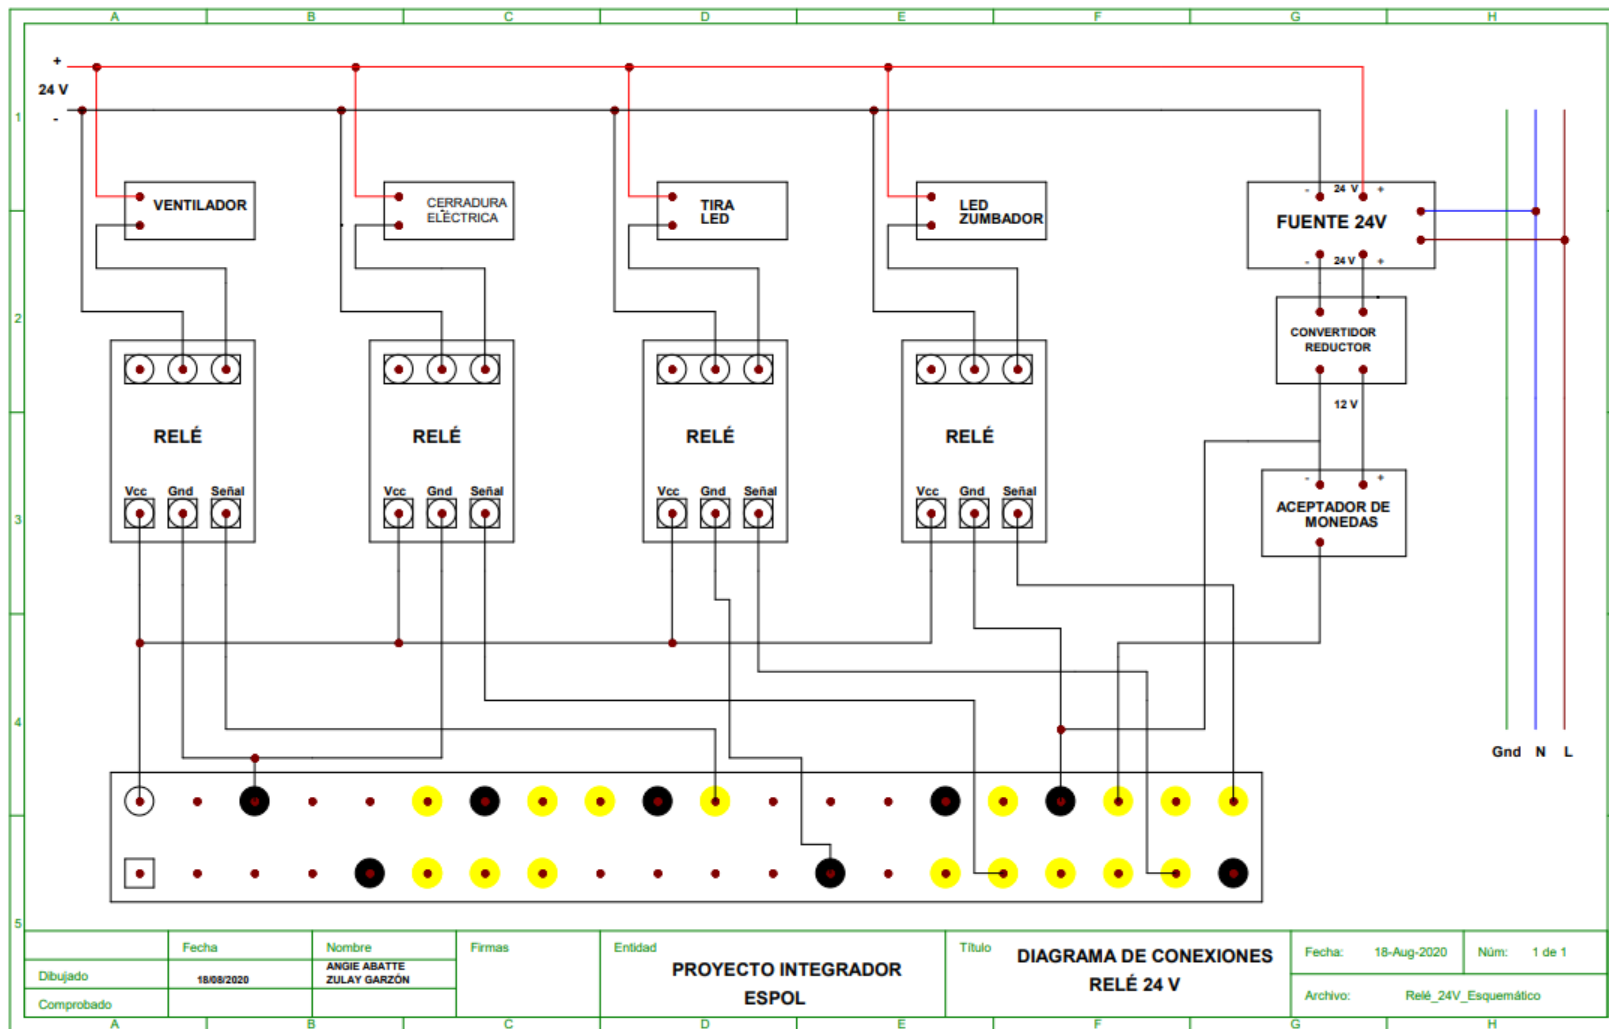 A B C D E F G H
+
24 V
-
1
- 24 V +
VENTILADOR
CERRADURA
ELÉCTRICA
TIRA
LED
LED
ZUMBADOR
FUENTE 24V
- 24 V +
2
CONVERTIDOR
REDUCTOR
12 V
RELÉ
RELÉ
RELÉ
RELÉ
- +
Vcc Gnd Señal
Vcc Gnd Señal
Vcc Gnd Señal
Vcc Gnd Señal
ACEPTADOR DE
MONEDAS
3
4
Gnd N L
5
Fecha Nombre Firmas
Dibujado 18/08/2020 ANGIE ABATTE
ZULAY GARZÓN
Comprobado
Entidad
PROYECTO INTEGRADOR
ESPOL
Título
DIAGRAMA DE CONEXIONES
RELÉ 24 V
Fecha: 18-Aug-2020 Núm: 1 de 1
Archivo: Relé_24V_Esquemático
A B C D E F G H